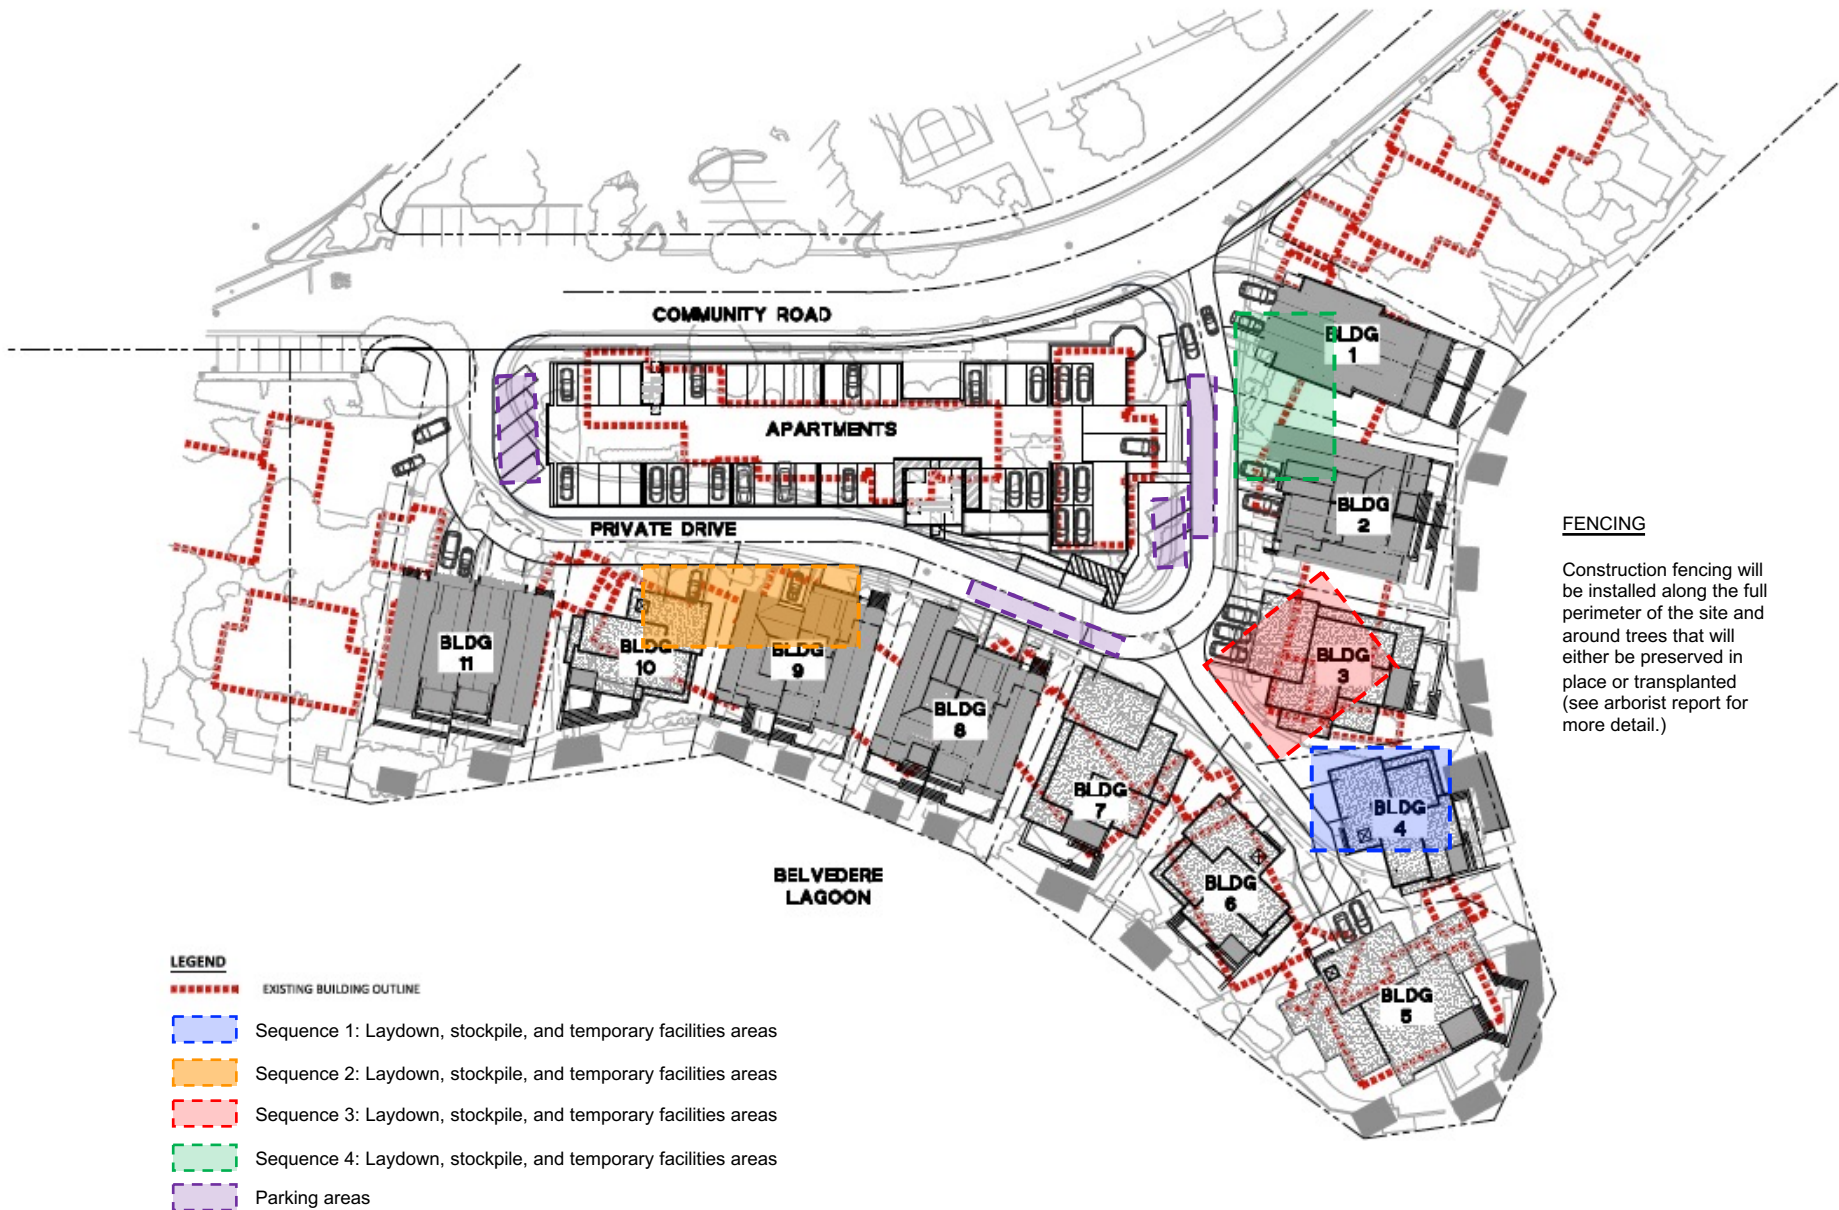 COMMUNITY ROAD
APARTMENTS
PRIVATE DRIVE
BLDG
1
BLDG
2
BLDG
3
BLDG
4
BLDG
5
BLDG
6
BLDG
7
BLDG
8
BLDG
9
BLDG
10
BLDG
11
BELVEDERE
LAGOON
FENCING
Construction fencing will
be installed along the full
perimeter of the site and
around trees that will
either be preserved in
place or transplanted
(see arborist report for
more detail.)
LEGEND
EXISTING BUILDING OUTLINE
Sequence 1: Laydown, stockpile, and temporary facilities areas
Sequence 2: Laydown, stockpile, and temporary facilities areas
Sequence 3: Laydown, stockpile, and temporary facilities areas
Sequence 4: Laydown, stockpile, and temporary facilities areas
Parking areas